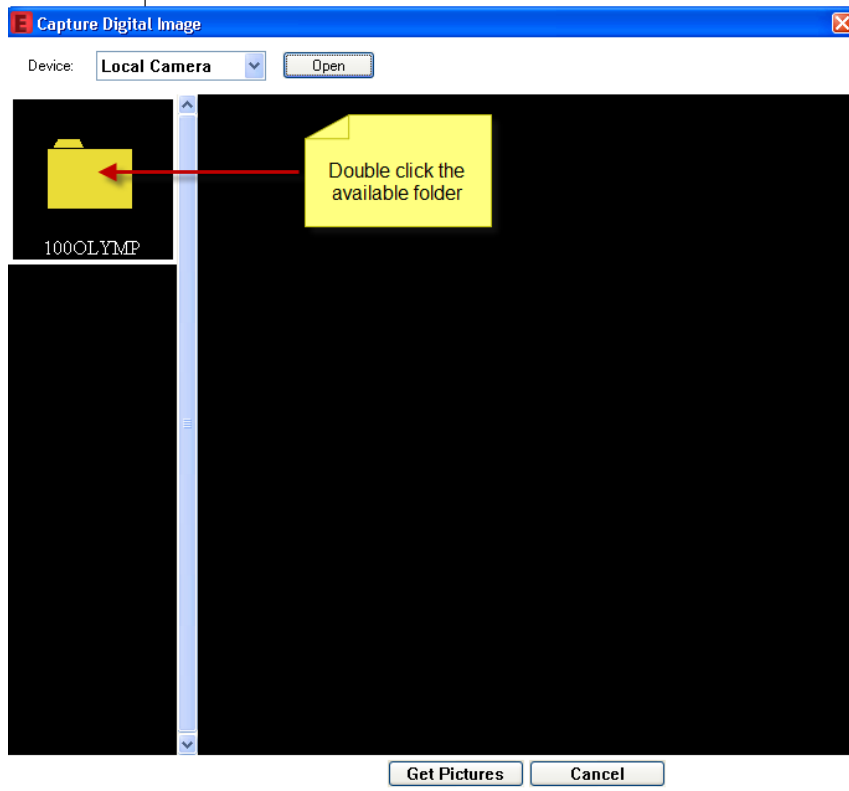 E Capture Digital Image
Device: Local Camera Open
Double click the
available folder
100OLYMP
Get Pictures Cancel